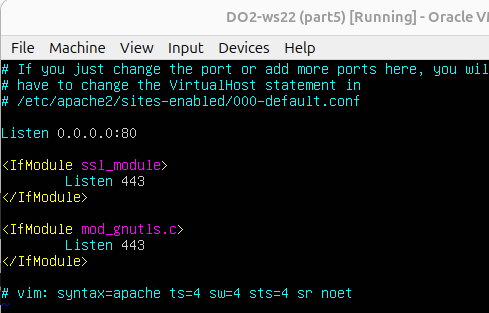 DO2-ws22 (part5) [Running] - Oracle VM
File Machine View Input Devices Help
# If you just change the port or add more ports here, you wil
# have to change the VirtualHost statement in
# /etc/apache2/sites-enabled/000-default.conf
Listen 0.0.0.0:80
<IfModule ssl_module>
Listen 443
</IfModule>
<IfModule mod_gnutls.c>
Listen 443
</IfModule>
# vim: syntax=apache ts=4 sw=4 sts=4 sr noet